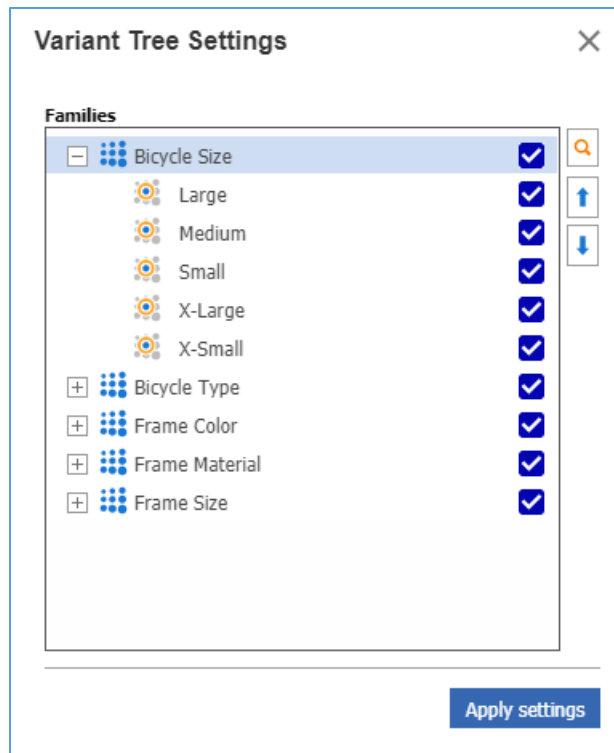 Variant Tree Settings
Families
Bicycle Size
Large
Medium
Small
X-Large
X-Small
Bicycle Type
Frame Color
Frame Material
Frame Size
Apply settings